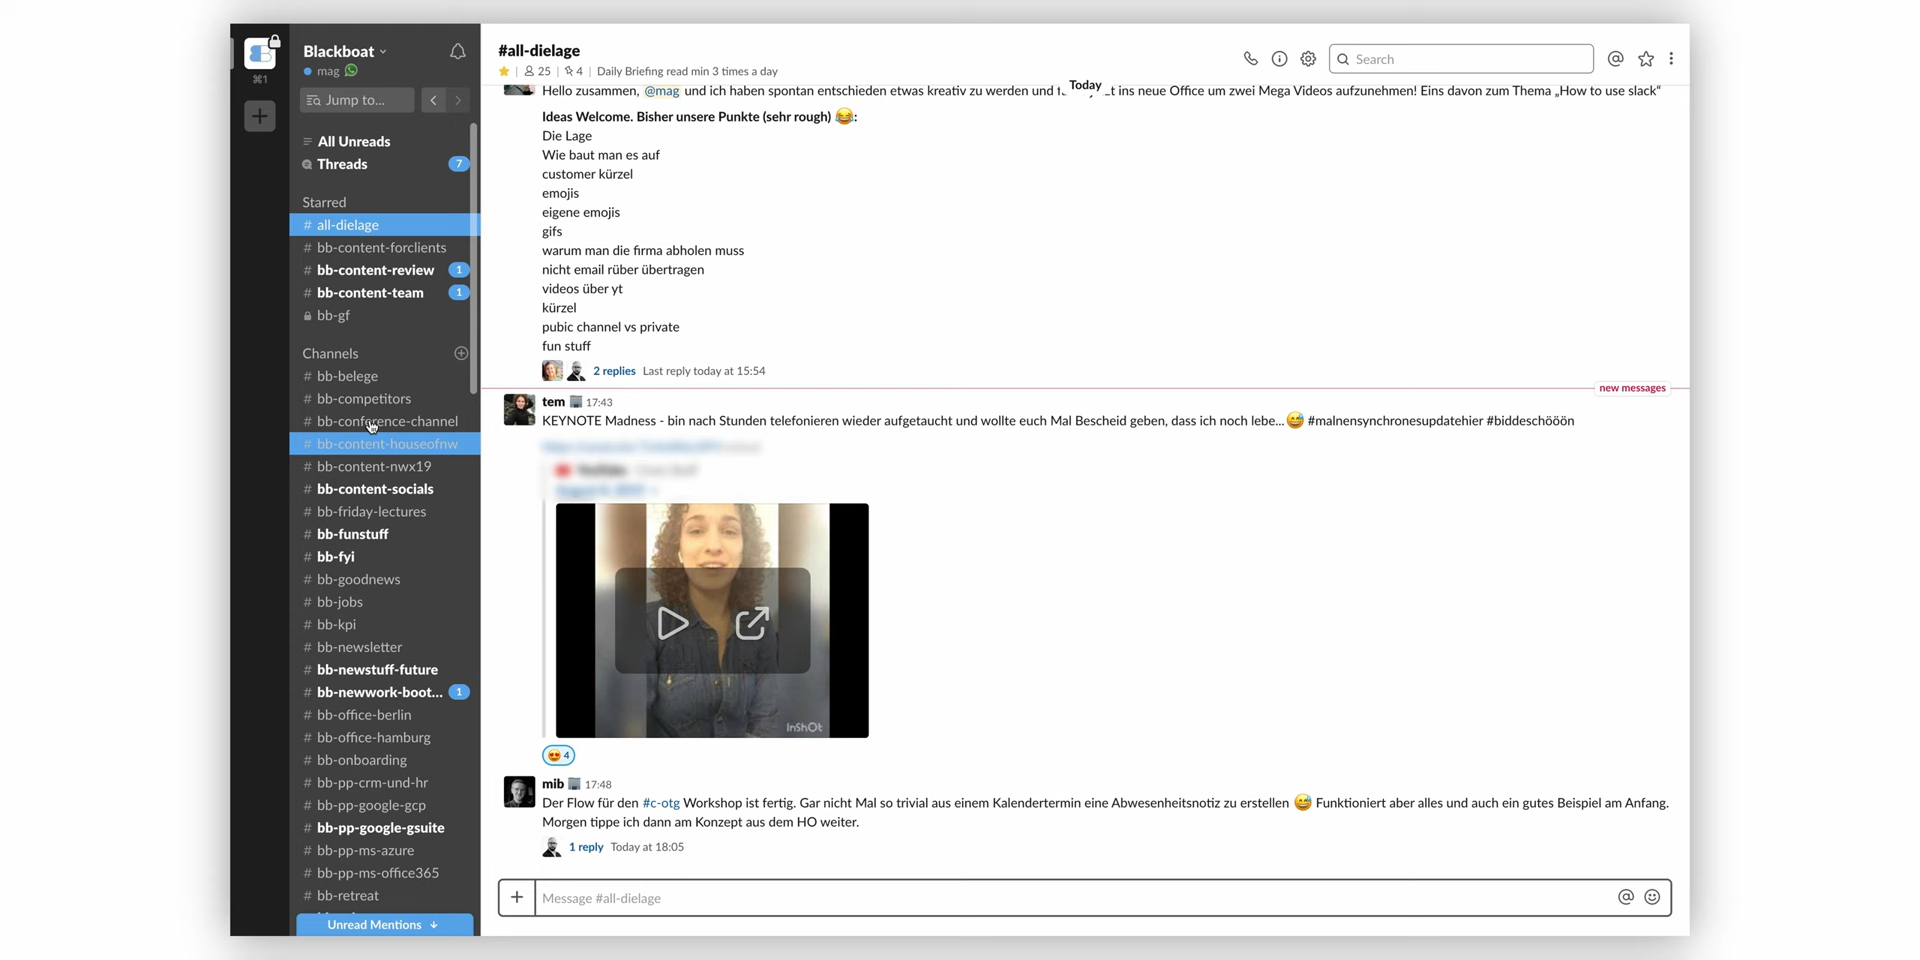 ⌘1
Blackboat
mag
Jump to...
All Unreads
Threads 7
Starred
# all-dielage
# bb-content-forclients
# bb-content-review 1
# bb-content-team 1
bb-gf
Channels
# bb-belege
# bb-competitors
# bb-conference-channel
# bb-content-houseofnw
# bb-content-nwx19
# bb-content-socials
# bb-friday-lectures
# bb-funstuff
# bb-fyi
# bb-goodnews
# bb-jobs
# bb-kpi
# bb-newsletter
# bb-newstuff-future
# bb-newwork-boot... 1
# bb-office-berlin
# bb-office-hamburg
# bb-onboarding
# bb-pp-crm-und-hr
# bb-pp-google-gcp
# bb-pp-google-gsuite
# bb-pp-ms-azure
# bb-pp-ms-office365
# bb-retreat
Unread Mentions ↓
#all-dielage
25 | 4 | Daily Briefing read min 3 times a day
Search
Today
Hello zusammen, @mag und ich haben spontan entschieden etwas kreativ zu werden und ins neue Office um zwei Mega Videos aufzunehmen! Eins davon zum Thema „How to use slack“
Ideas Welcome. Bisher unsere Punkte (sehr rough) 😂:
Die Lage
Wie baut man es auf
customer kürzel
emojis
eigene emojis
gifs
warum man die firma abholen muss
nicht email rüber übertragen
videos über yt
kürzel
pubic channel vs private
fun stuff
2 replies Last reply today at 15:54
new messages
tem 17:43
KEYNOTE Madness - bin nach Stunden telefonieren wieder aufgetaucht und wollte euch Mal Bescheid geben, dass ich noch lebe... 😅 #malnensynchronesupdatehier #biddeschööön
InShOt
😍 4
mib 17:48
Der Flow für den #c-otg Workshop ist fertig. Gar nicht Mal so trivial aus einem Kalendertermin eine Abwesenheitsnotiz zu erstellen 😅 Funktioniert aber alles und auch ein gutes Beispiel am Anfang.
Morgen tippe ich dann am Konzept aus dem HO weiter.
1 reply Today at 18:05
Message #all-dielage